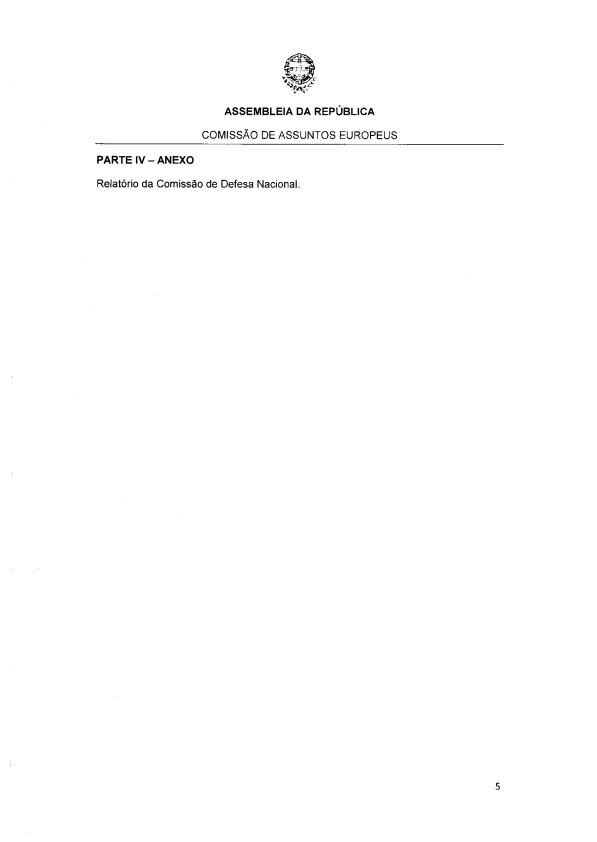 ASSEMBLEIA DA REPÚBLICA
COMISSÃO DE ASSUNTOS EUROPEUS
PARTE IV – ANEXO
Relatório da Comissão de Defesa Nacional.
5